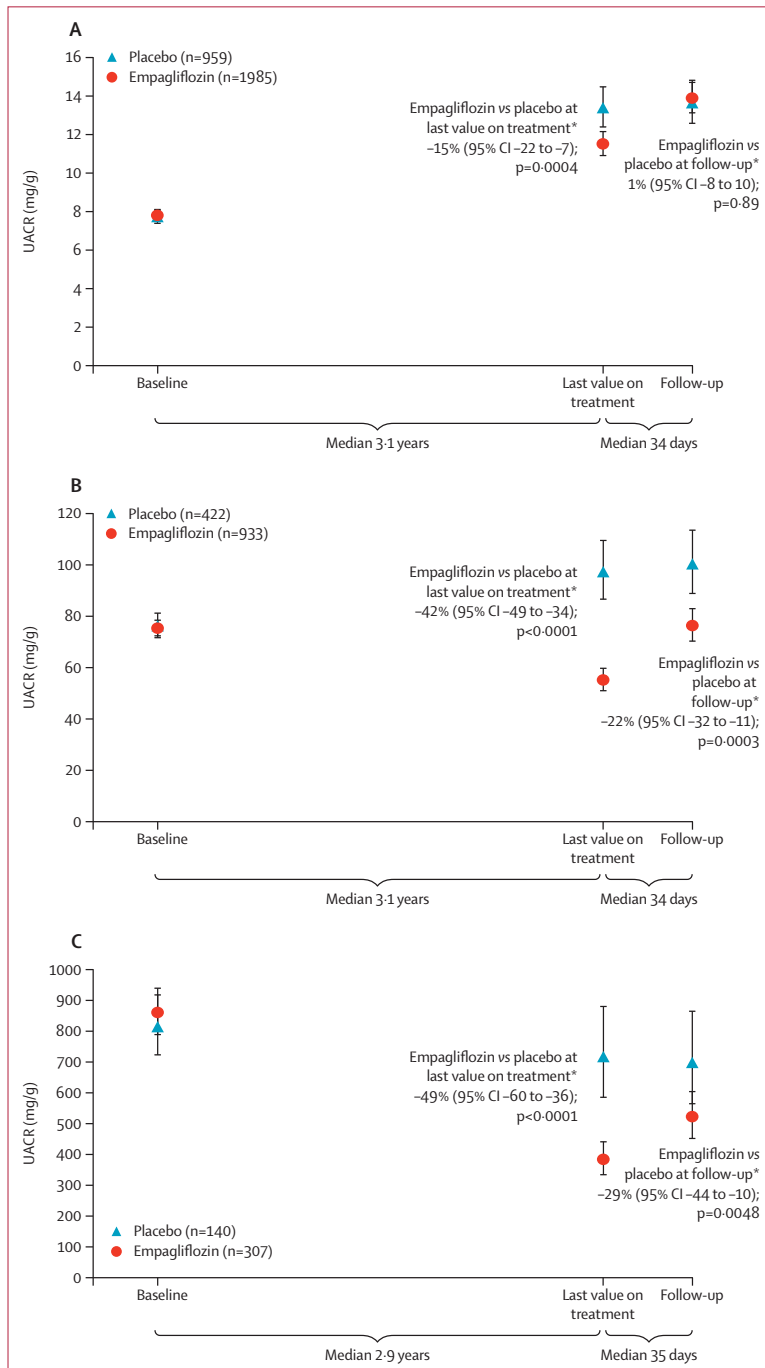 A
16
14
12
10
8
6
4
2
0
UACR (mg/g)
Placebo (n=959)
Empagliflozin (n=1985)
Empagliflozin vs placebo at
last value on treatment*
–15% (95% CI –22 to –7);
p=0·0004
Empagliflozin vs
placebo at follow-up*
1% (95% CI –8 to 10);
p=0·89
Baseline
Last value on
treatment
Follow-up
Median 3·1 years
Median 34 days
B
120
100
80
60
40
20
0
UACR (mg/g)
Placebo (n=422)
Empagliflozin (n=933)
Empagliflozin vs placebo at
last value on treatment*
–42% (95% CI –49 to –34);
p<0·0001
Empagliflozin vs
placebo at
follow-up*
–22% (95% CI –32 to –11);
p=0·0003
Baseline
Last value on
treatment
Follow-up
Median 3·1 years
Median 34 days
C
1000
900
800
700
600
500
400
300
200
100
0
UACR (mg/g)
Empagliflozin vs placebo at
last value on treatment*
–49% (95% CI –60 to –36);
p<0·0001
Empagliflozin vs
placebo at follow-up*
–29% (95% CI –44 to –10);
p=0·0048
Placebo (n=140)
Empagliflozin (n=307)
Baseline
Last value on
treatment
Follow-up
Median 2·9 years
Median 35 days